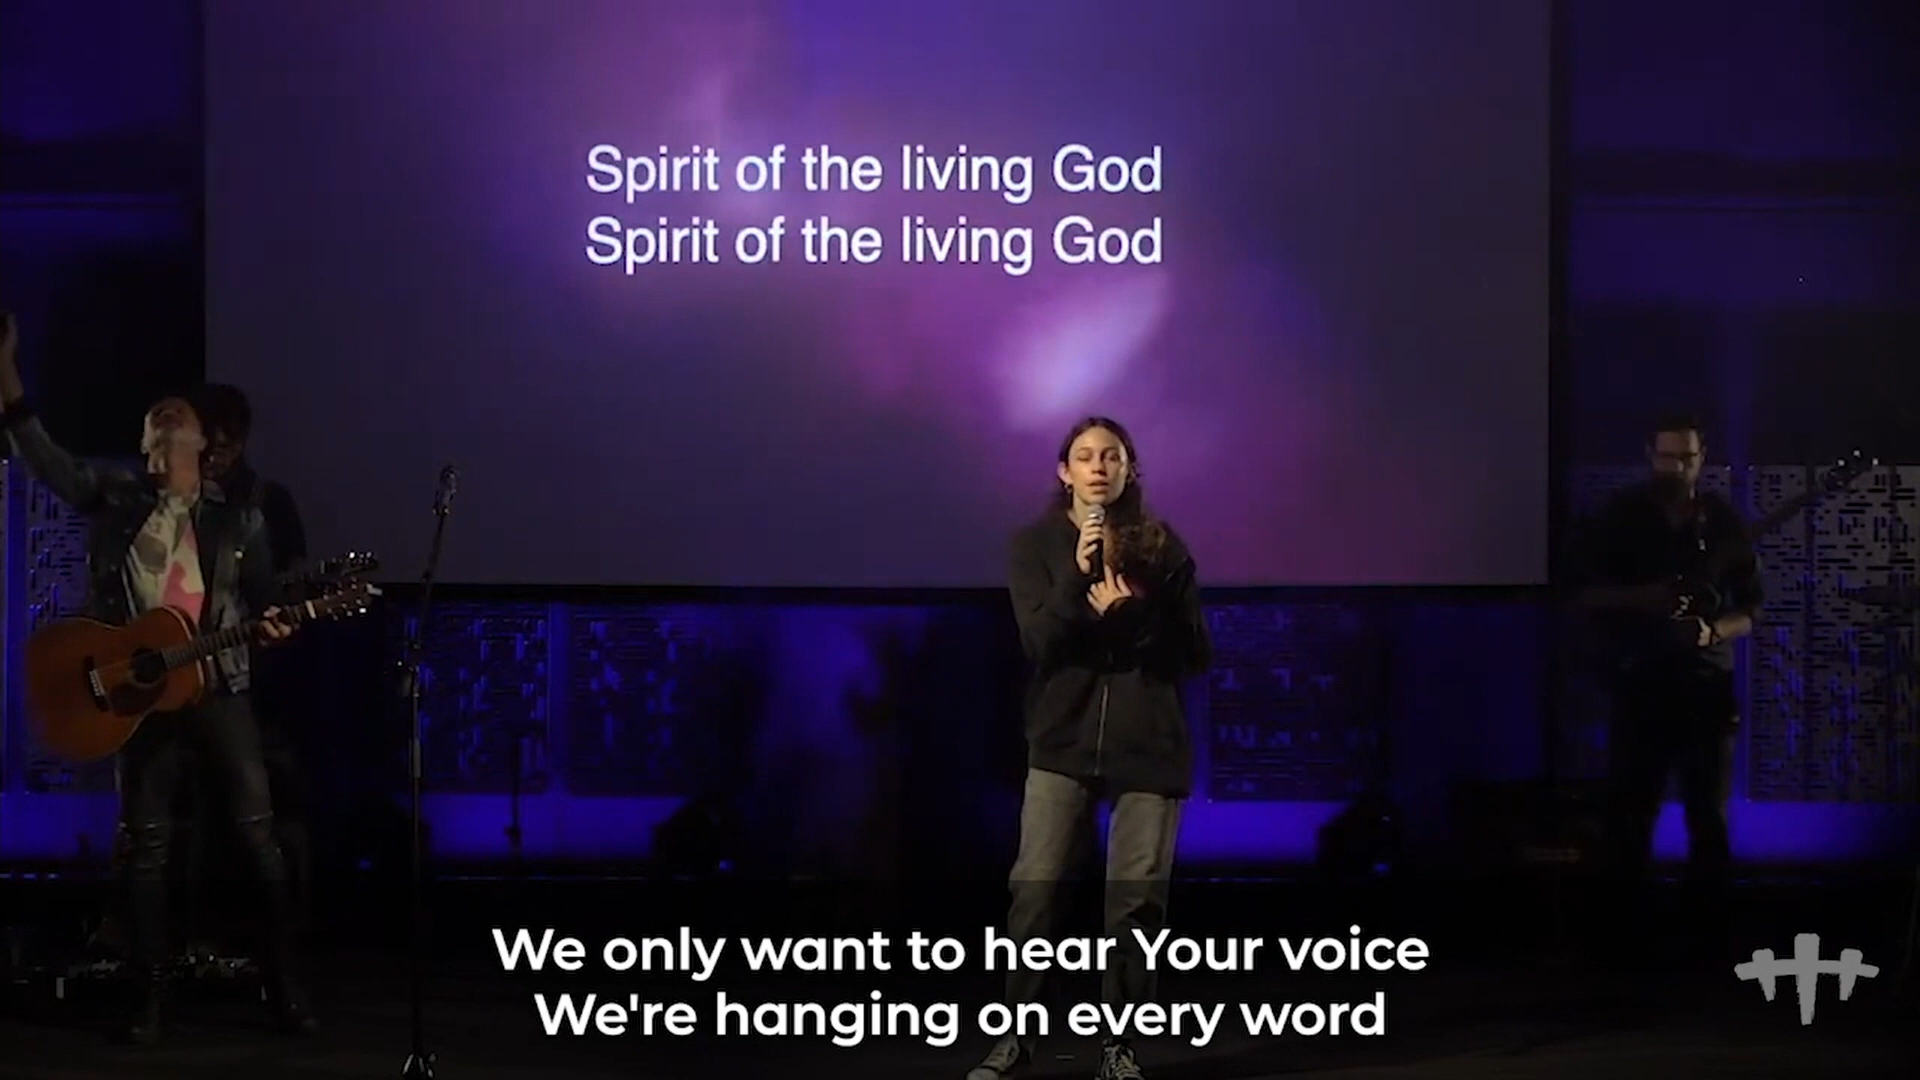 Spirit of the living God
Spirit of the living God
We only want to hear Your voice
We're hanging on every word